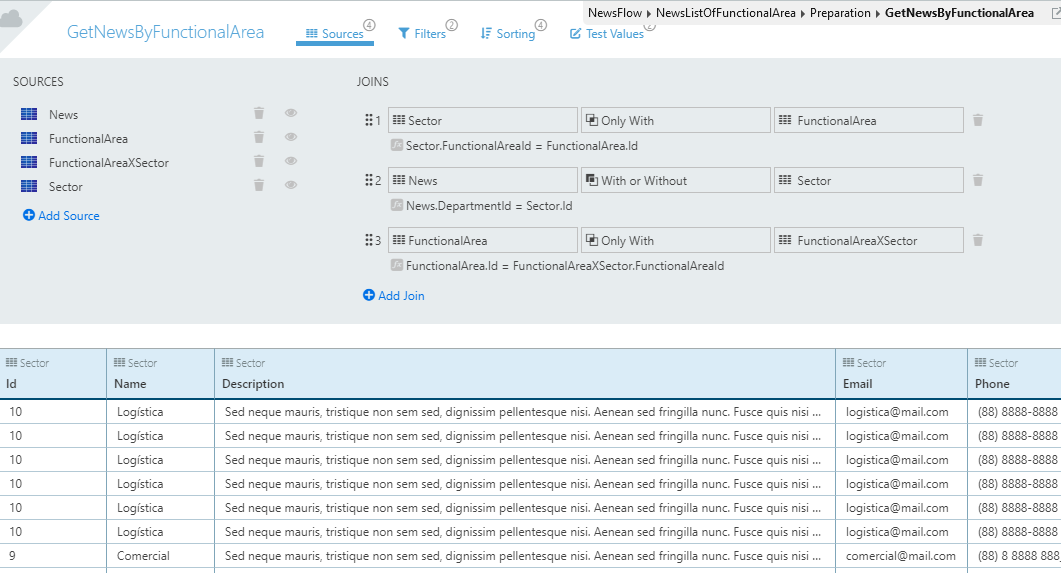 NewsFlow NewsListOfFunctionalArea Preparation GetNewsByFunctionalArea
GetNewsByFunctionalArea Sources 4 Filters 2 Sorting 4 Test Values 2
SOURCES
News
FunctionalArea
FunctionalAreaXSector
Sector
Add Source
JOINS
1 Sector Only With FunctionalArea
fx Sector.FunctionalAreaId = FunctionalArea.Id
2 News With or Without Sector
fx News.DepartmentId = Sector.Id
3 FunctionalArea Only With FunctionalAreaXSector
fx FunctionalArea.Id = FunctionalAreaXSector.FunctionalAreaId
Add Join
Sector Sector Sector Sector Sector
Id Name Description Email Phone
10 Logística Sed neque mauris, tristique non sem sed, dignissim pellentesque nisi. Aenean sed fringilla nunc. Fusce quis nisi ... logistica@mail.com (88) 8888-8888
10 Logística Sed neque mauris, tristique non sem sed, dignissim pellentesque nisi. Aenean sed fringilla nunc. Fusce quis nisi ... logistica@mail.com (88) 8888-8888
10 Logística Sed neque mauris, tristique non sem sed, dignissim pellentesque nisi. Aenean sed fringilla nunc. Fusce quis nisi ... logistica@mail.com (88) 8888-8888
10 Logística Sed neque mauris, tristique non sem sed, dignissim pellentesque nisi. Aenean sed fringilla nunc. Fusce quis nisi ... logistica@mail.com (88) 8888-8888
10 Logística Sed neque mauris, tristique non sem sed, dignissim pellentesque nisi. Aenean sed fringilla nunc. Fusce quis nisi ... logistica@mail.com (88) 8888-8888
10 Logística Sed neque mauris, tristique non sem sed, dignissim pellentesque nisi. Aenean sed fringilla nunc. Fusce quis nisi ... logistica@mail.com (88) 8888-8888
9 Comercial Sed neque mauris, tristique non sem sed, dignissim pellentesque nisi. Aenean sed fringilla nunc. Fusce quis nisi ... comercial@mail.com (88) 8 8888 888